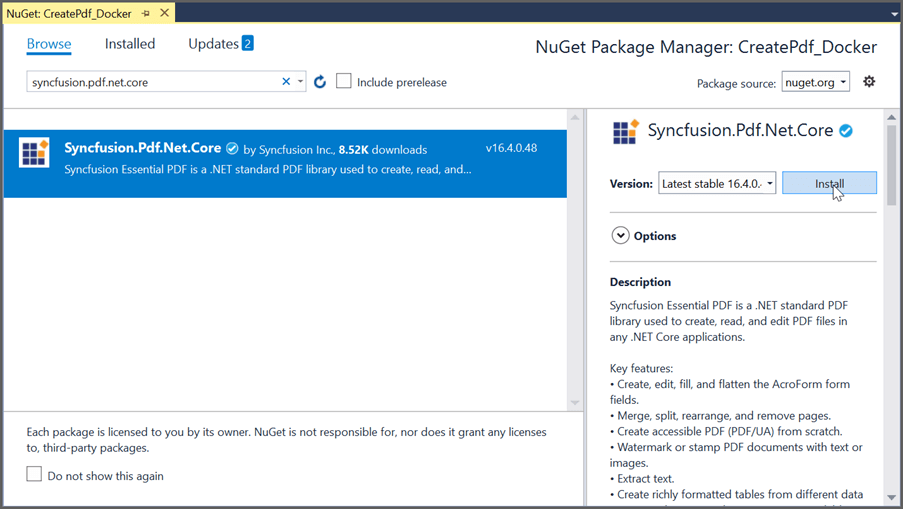 NuGet: CreatePdf_Docker
Browse
Installed
Updates 2
NuGet Package Manager: CreatePdf_Docker
syncfusion.pdf.net.core
Include prerelease
Package source: nuget.org
Syncfusion.Pdf.Net.Core by Syncfusion Inc., 8.52K downloads
v16.4.0.48
Syncfusion Essential PDF is a .NET standard PDF library used to create, read, and...
Each package is licensed to you by its owner. NuGet is not responsible for, nor does it grant any licenses
to, third-party packages.
Do not show this again
Syncfusion.Pdf.Net.Core
Version: Latest stable 16.4.0.
Install
Options
Description
Syncfusion Essential PDF is a .NET standard PDF
library used to create, read, and edit PDF files in
any .NET Core applications.
Key features:
• Create, edit, fill, and flatten the AcroForm form
fields.
• Merge, split, rearrange, and remove pages.
• Create accessible PDF (PDF/UA) from scratch.
• Watermark or stamp PDF documents with text or
images.
• Extract text.
• Create richly formatted tables from different data